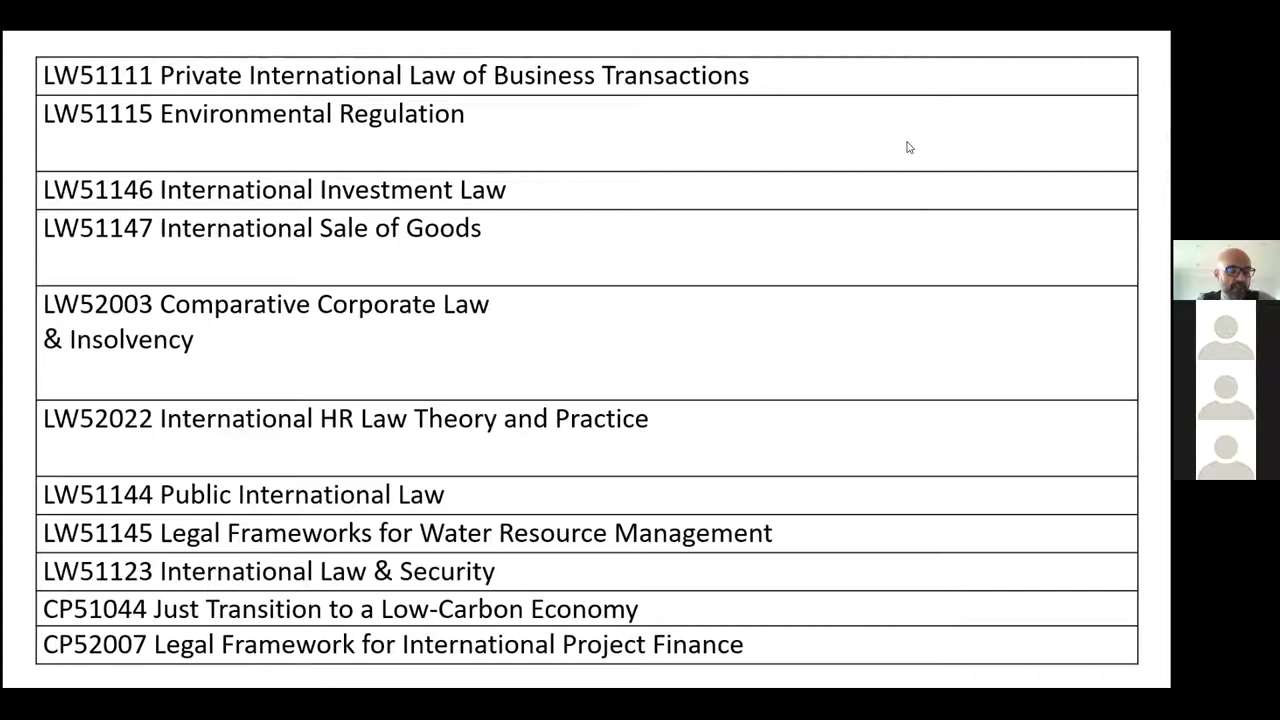 LW51111 Private International Law of Business Transactions
LW51115 Environmental Regulation
LW51146 International Investment Law
LW51147 International Sale of Goods
LW52003 Comparative Corporate Law
& Insolvency
LW52022 International HR Law Theory and Practice
LW51144 Public International Law
LW51145 Legal Frameworks for Water Resource Management
LW51123 International Law & Security
CP51044 Just Transition to a Low-Carbon Economy
CP52007 Legal Framework for International Project Finance